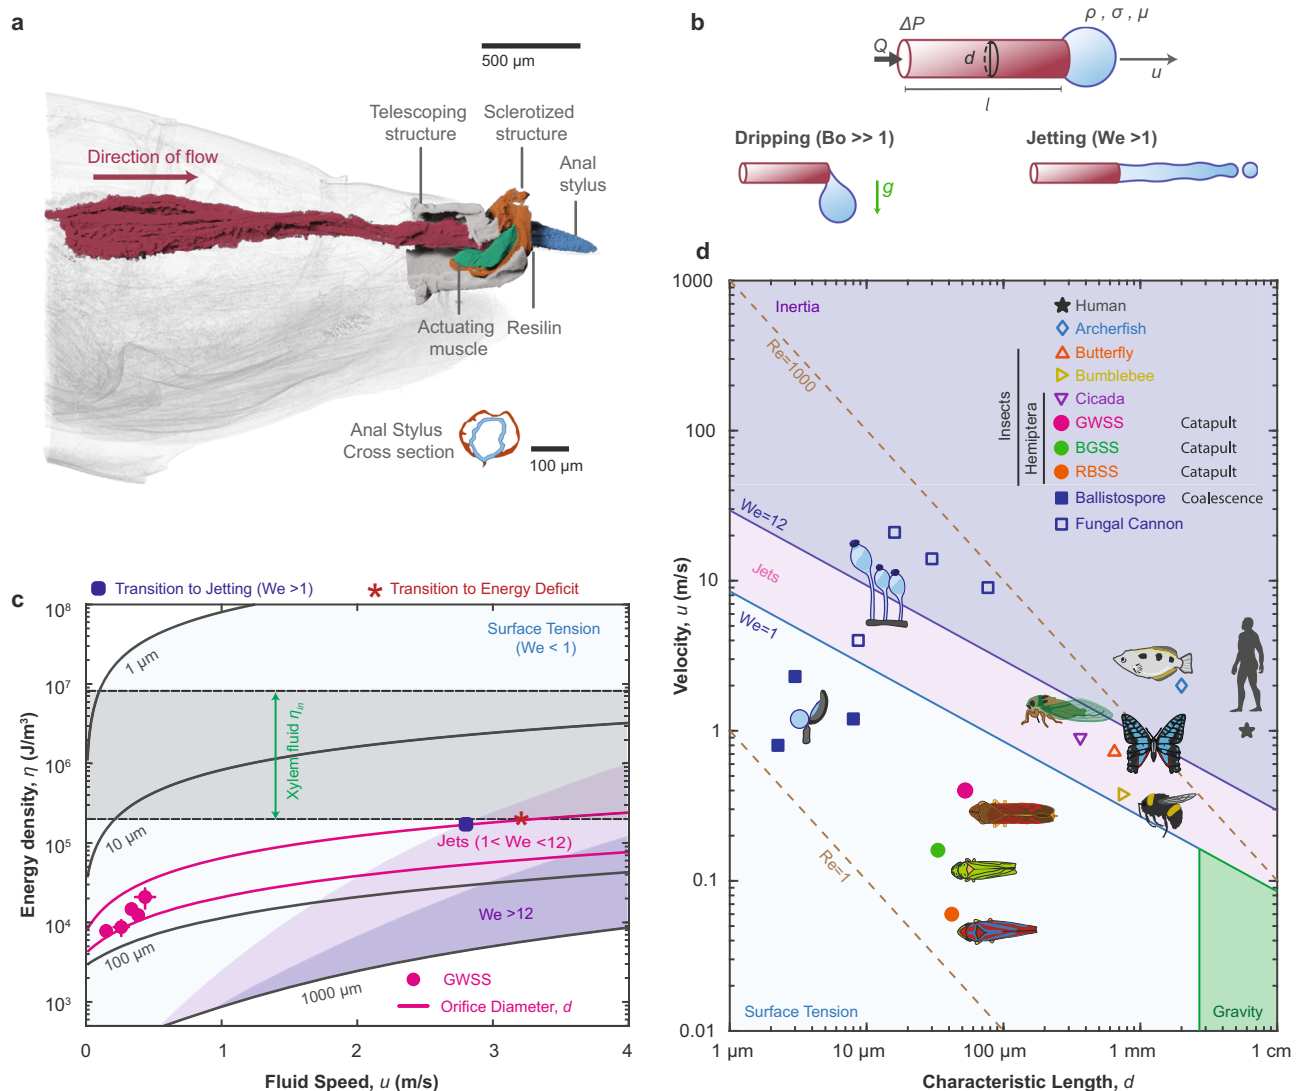 a
500 µm
Telescoping
structure
Sclerotized
structure
Anal
stylus
Direction of flow
Actuating
muscle
Resilin
Anal Stylus
Cross section
100 µm
b
ΔP
ρ , σ , μ
Q
d
u
l
Dripping (Bo >> 1)
Jetting (We >1)
g
c
Transition to Jetting (We >1)
Transition to Energy Deficit
Energy density, η (J/m³)
10⁸
10⁷
10⁶
10⁵
10⁴
10³
1 µm
10 µm
100 µm
1000 µm
Surface Tension
(We < 1)
Xylem fluid ηin
Jets (1< We <12)
We >12
GWSS
Orifice Diameter, d
0
1
2
3
4
Fluid Speed, u (m/s)
d
Velocity, u (m/s)
1000
100
10
1
0.1
0.01
Inertia
Re=1000
We=12
Jets
We=1
Re=1
Surface Tension
Gravity
Insects
Hemiptera
Human
Archerfish
Butterfly
Bumblebee
Cicada
GWSS Catapult
BGSS Catapult
RBSS Catapult
Ballistospore Coalescence
Fungal Cannon
1 µm
10 µm
100 µm
1 mm
1 cm
Characteristic Length, d